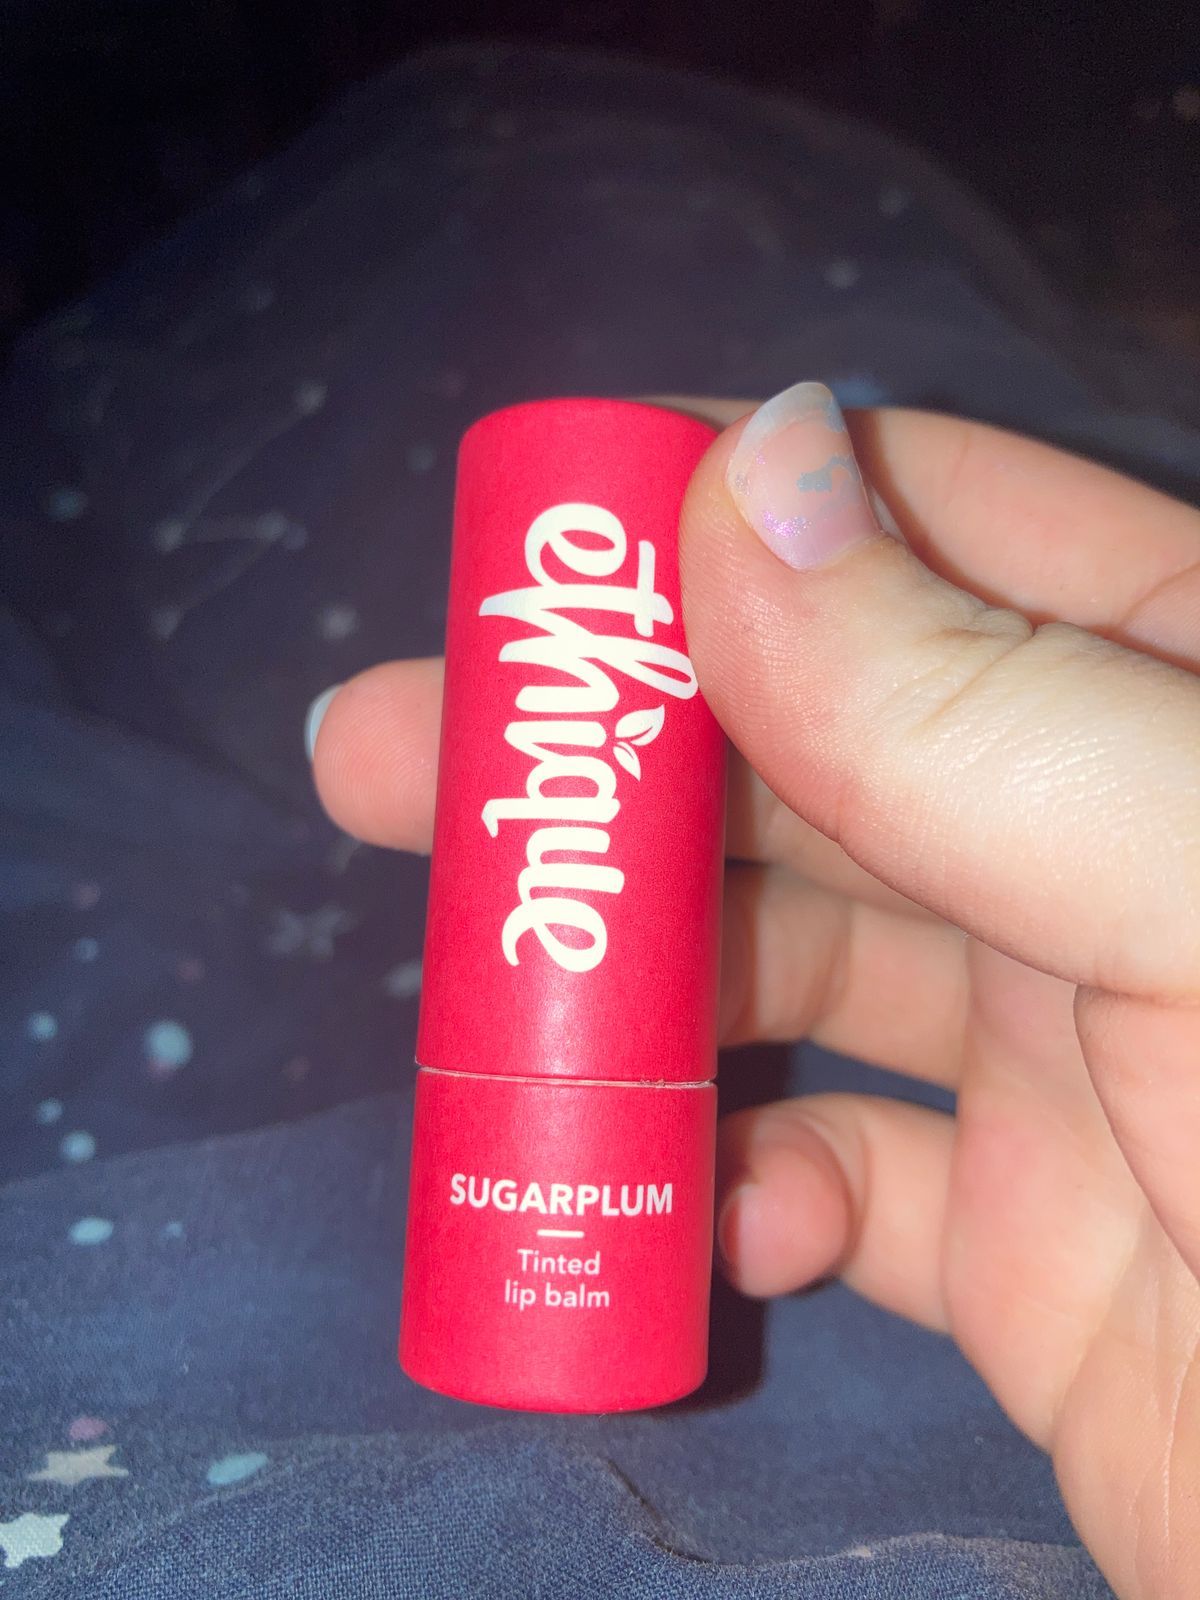 ethique
SUGARPLUM
Tinted
lip balm